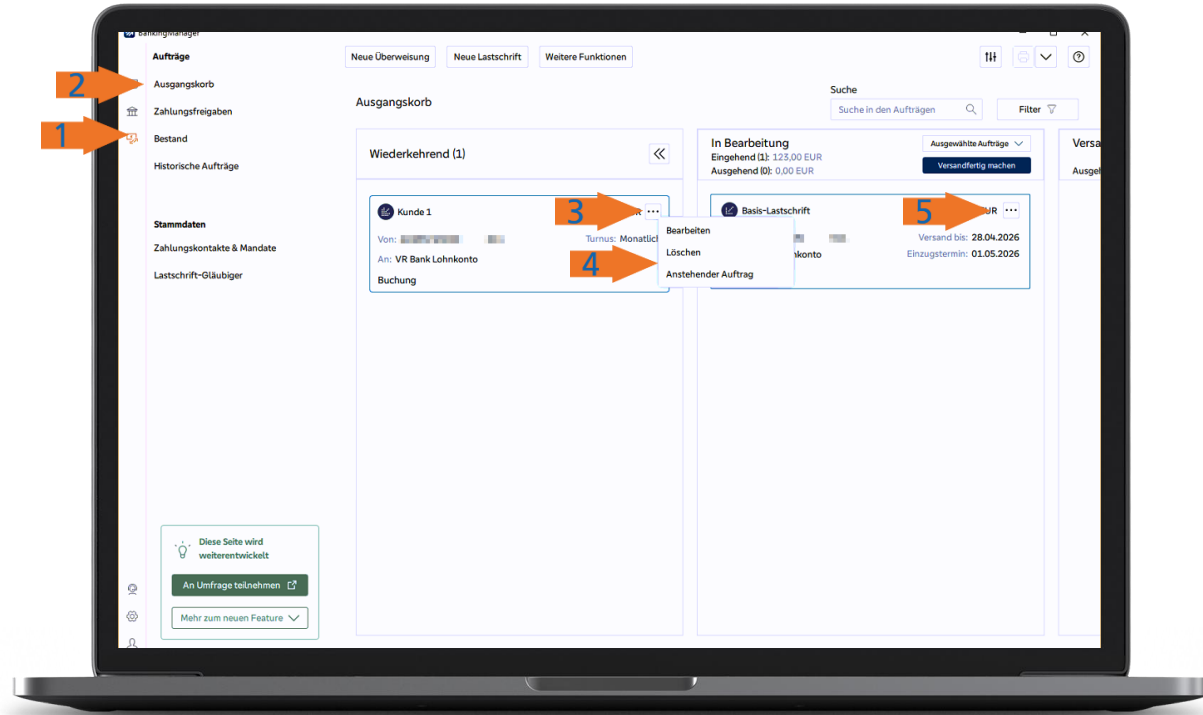 BankingManager
Aufträge
Neue Überweisung
Neue Lastschrift
Weitere Funktionen
2
Ausgangskorb
Zahlungsfreigaben
1
Bestand
Historische Aufträge
Stammdaten
Zahlungskontakte & Mandate
Lastschrift-Gläubiger
Diese Seite wird
weiterentwickelt
An Umfrage teilnehmen
Mehr zum neuen Feature
Ausgangskorb
Suche
Suche in den Aufträgen
Filter
Wiederkehrend (1)
Kunde 1
3
Von:
Turnus: Monatlich
An: VR Bank Lohnkonto
Buchung
4
Bearbeiten
Löschen
Anstehender Auftrag
In Bearbeitung
Eingehend (1): 123,00 EUR
Ausgehend (0): 0,00 EUR
Ausgewählte Aufträge
Versandfertig machen
Basis-Lastschrift
5
EUR
Versand bis: 28.04.2026
Einzugstermin: 01.05.2026